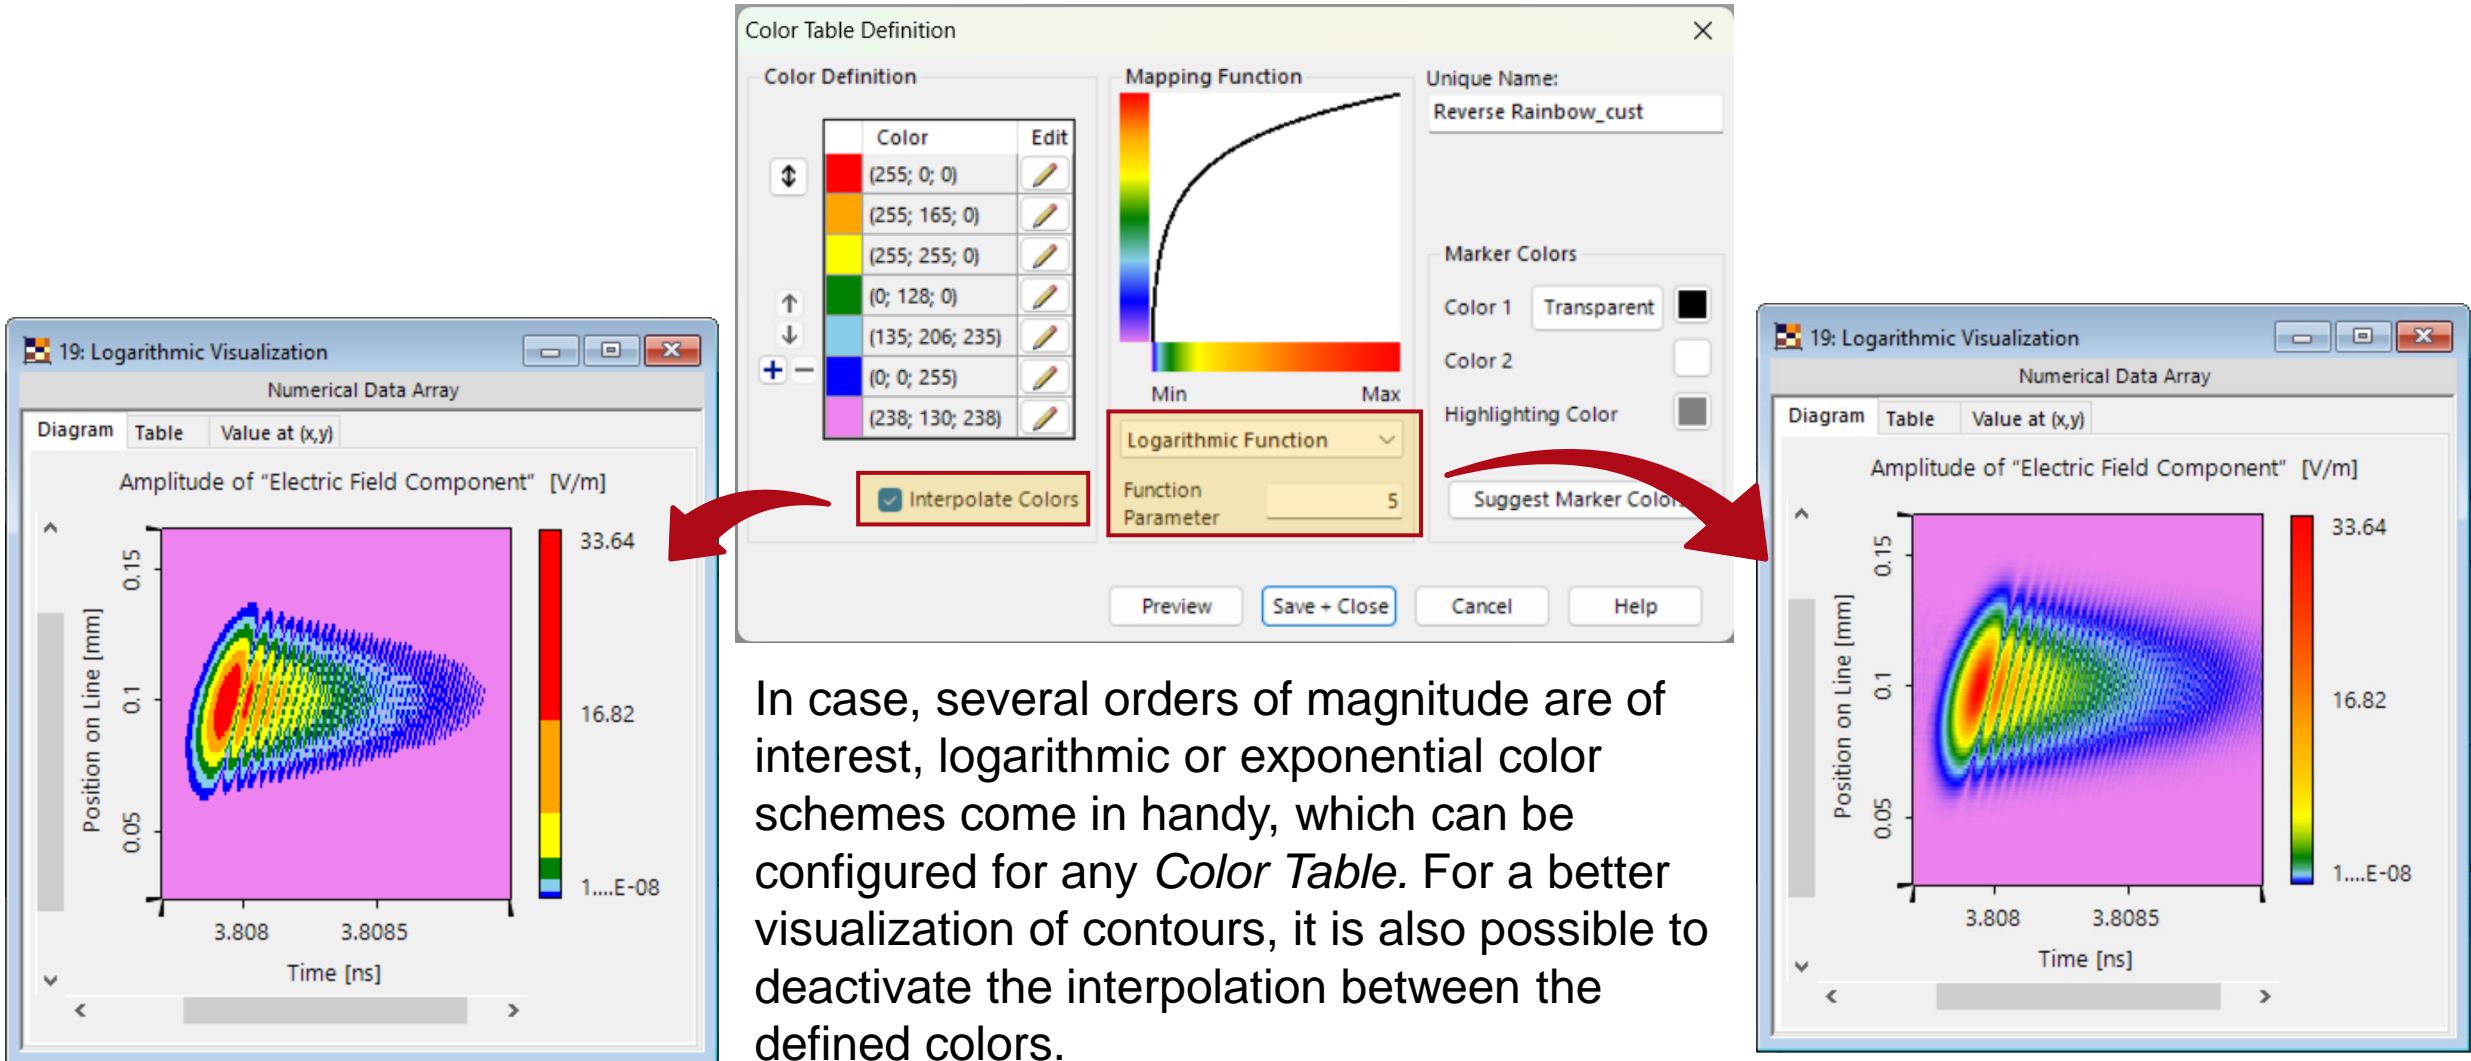 Color Table Definition
Color Definition
Color Edit
(255; 0; 0)
(255; 165; 0)
(255; 255; 0)
(0; 128; 0)
(135; 206; 235)
(0; 0; 255)
(238; 130; 238)
Interpolate Colors
Mapping Function
Min Max
Logarithmic Function
Function
Parameter
5
Unique Name:
Reverse Rainbow_cust
Marker Colors
Color 1 Transparent
Color 2
Highlighting Color
Suggest Marker Colors
Preview Save + Close Cancel Help
19: Logarithmic Visualization
Numerical Data Array
Diagram Table Value at (x,y)
Amplitude of "Electric Field Component" [V/m]
33.64
16.82
1....E-08
0.15
0.1
0.05
Position on Line [mm]
3.808 3.8085
Time [ns]
In case, several orders of magnitude are of
interest, logarithmic or exponential color
schemes come in handy, which can be
configured for any Color Table. For a better
visualization of contours, it is also possible to
deactivate the interpolation between the
defined colors.
19: Logarithmic Visualization
Numerical Data Array
Diagram Table Value at (x,y)
Amplitude of "Electric Field Component" [V/m]
33.64
16.82
1....E-08
0.15
0.1
0.05
Position on Line [mm]
3.808 3.8085
Time [ns]